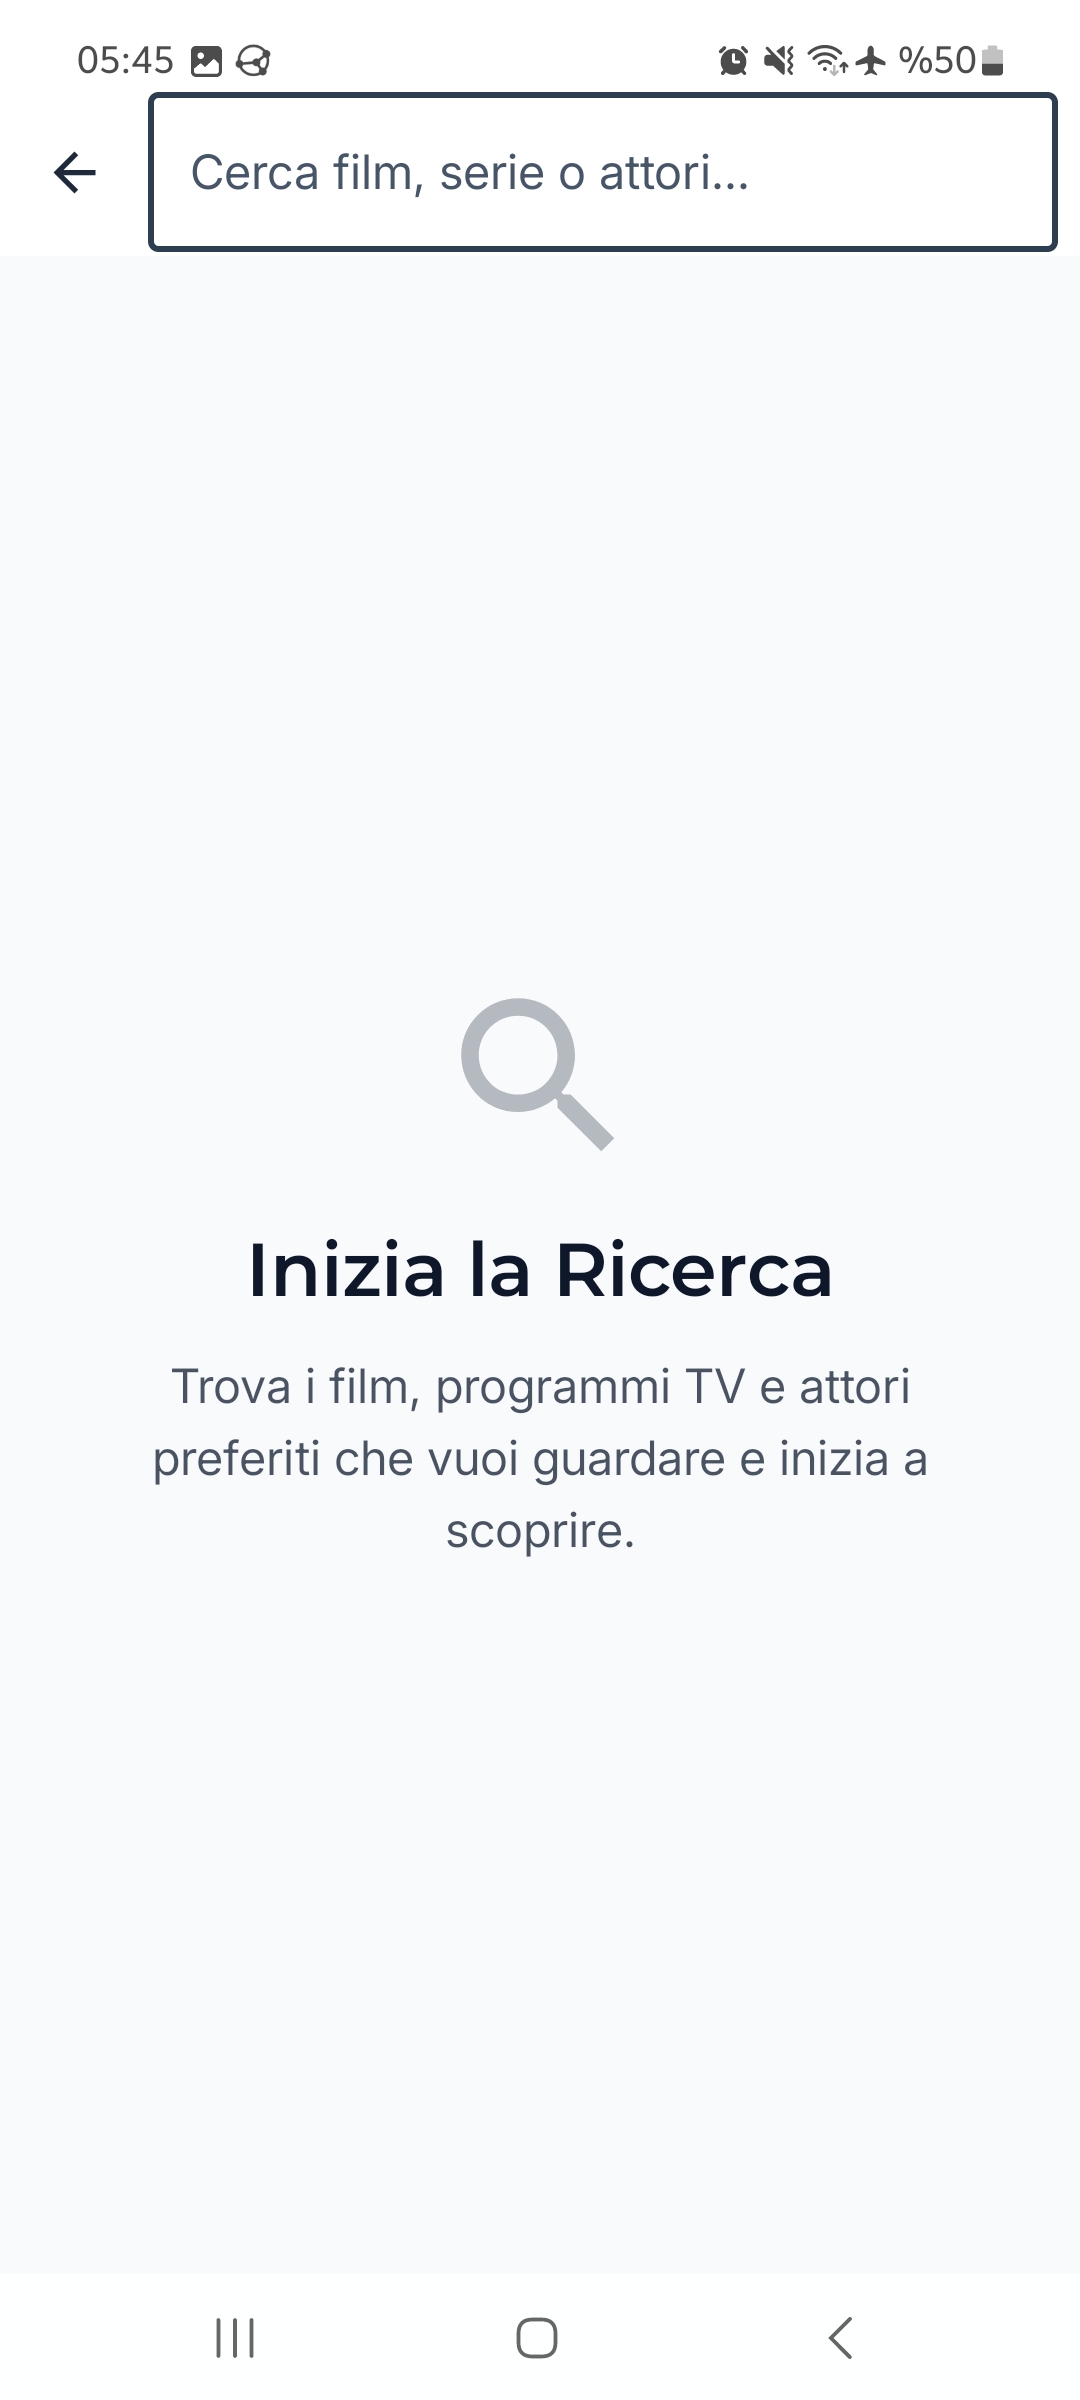 05:45
%50
Cerca film, serie o attori...
Inizia la Ricerca
Trova i film, programmi TV e attori
preferiti che vuoi guardare e inizia a
scoprire.